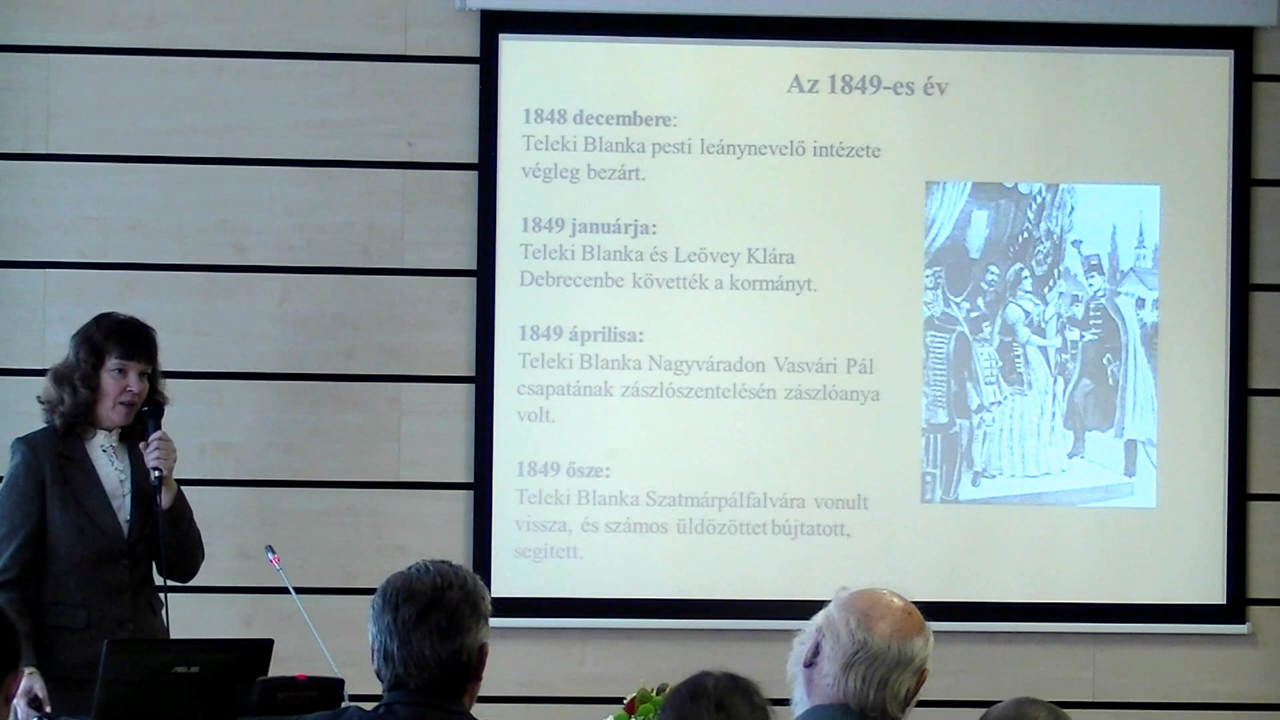 Az 1849-es év
1848 decembere:
Teleki Blanka pesti leánynevelő intézete
végleg bezárt.
1849 januárja:
Teleki Blanka és Leövey Klára
Debrecenbe követték a kormányt.
1849 áprilisa:
Teleki Blanka Nagyváradon Vasvári Pál
csapatának zászlószentelésén zászlóanya
volt.
1849 ősze:
Teleki Blanka Szatmárpálfalvára vonult
vissza, és számos üldözöttet bújtatott,
segített.
ASUS